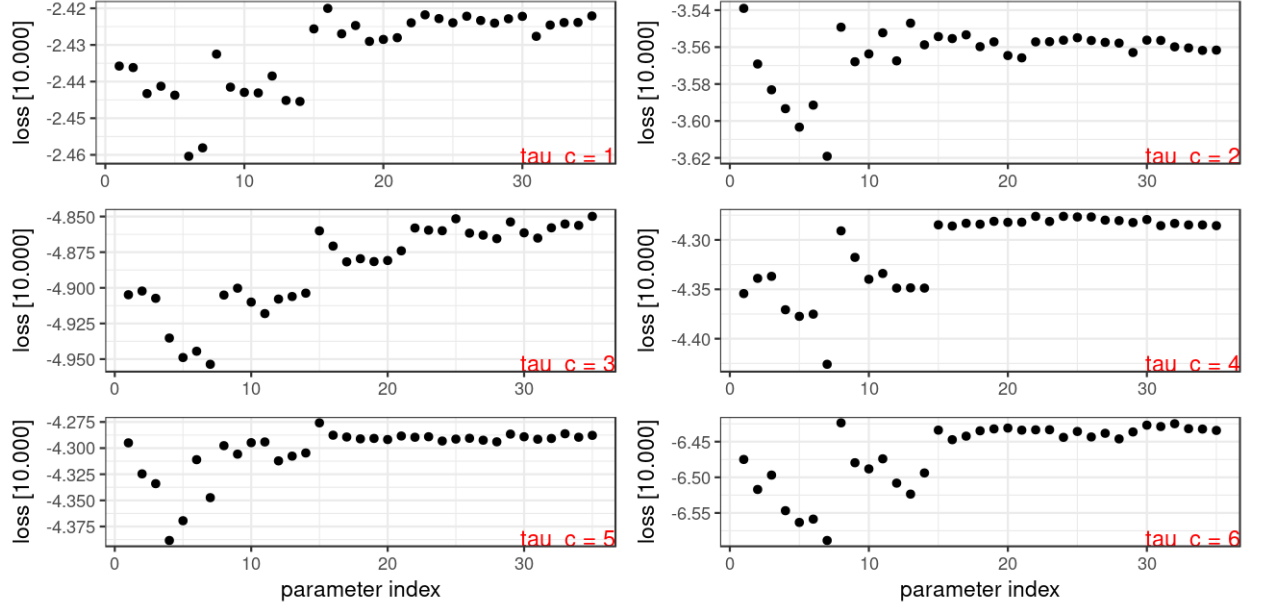 loss [10.000]
-2.42
-2.43
-2.44
-2.45
-2.46
0 10 20 30
tau_c = 1
loss [10.000]
-3.54
-3.56
-3.58
-3.60
-3.62
0 10 20 30
tau_c = 2
loss [10.000]
-4.850
-4.875
-4.900
-4.925
-4.950
0 10 20 30
tau_c = 3
loss [10.000]
-4.30
-4.35
-4.40
0 10 20 30
tau_c = 4
loss [10.000]
-4.275
-4.300
-4.325
-4.350
-4.375
0 10 20 30
tau_c = 5
parameter index
loss [10.000]
-6.45
-6.50
-6.55
0 10 20 30
tau_c = 6
parameter index